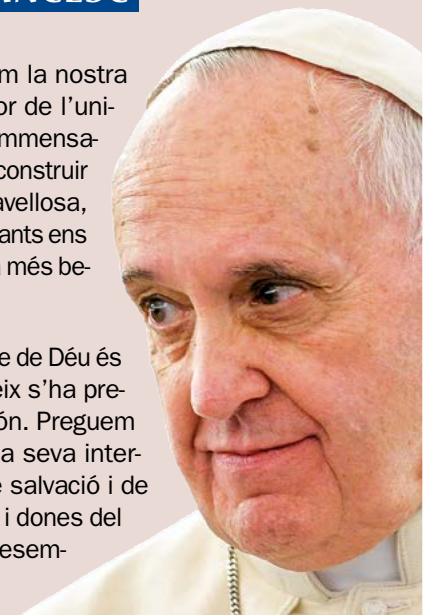 m la nostra
or de l’uni-
mmensa-
construir
avellosa,
ants ens
més be-
e de Déu és
eix s’ha pre-
ón. Preguem
a seva inter-
e salvació i de
i dones del
esem-